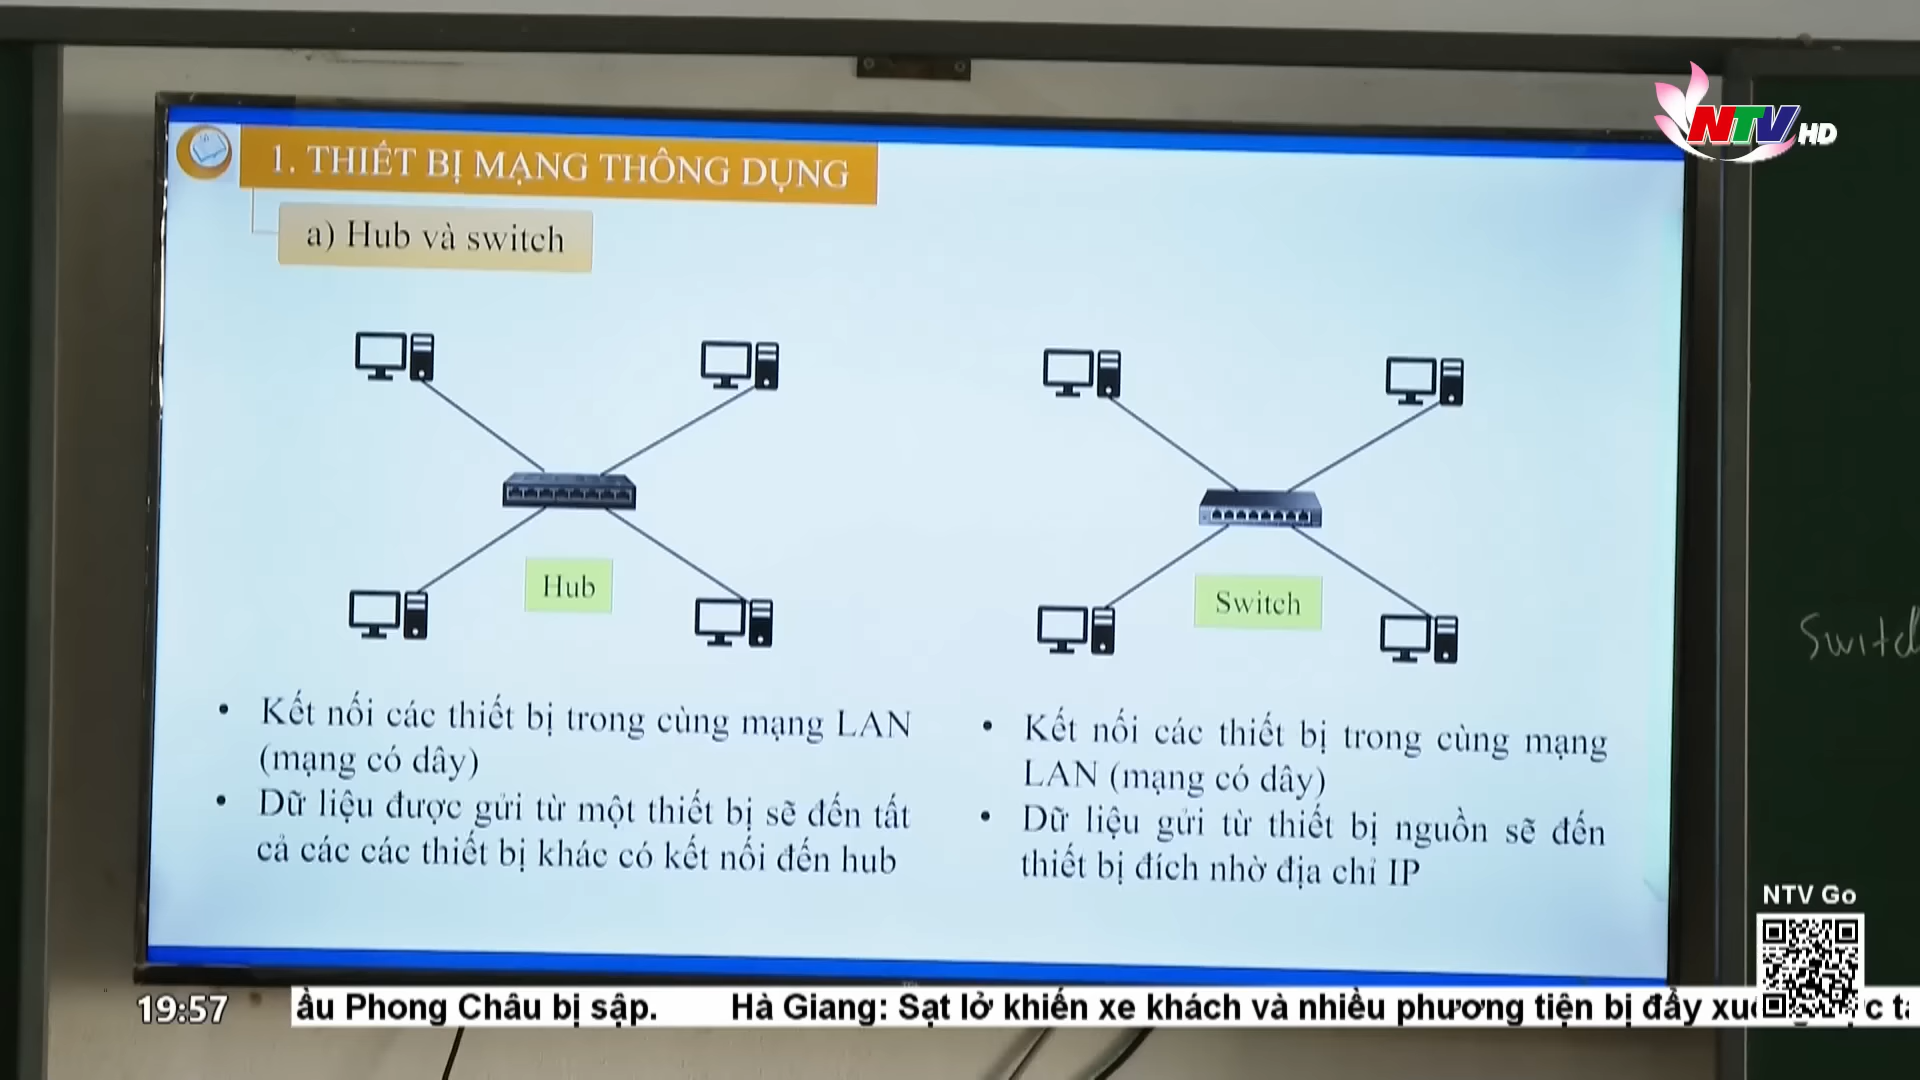 NTV HD
1. THIẾT BỊ MẠNG THÔNG DỤNG
a) Hub và switch
Hub
Switch
• Kết nối các thiết bị trong cùng mạng LAN
(mạng có dây)
• Dữ liệu được gửi từ một thiết bị sẽ đến tất
cả các các thiết bị khác có kết nối đến hub
• Kết nối các thiết bị trong cùng mạng
LAN (mạng có dây)
• Dữ liệu gửi từ thiết bị nguồn sẽ đến
thiết bị đích nhờ địa chỉ IP
NTV Go
19:57
ầu Phong Châu bị sập. Hà Giang: Sạt lở khiến xe khách và nhiều phương tiện bị đẩy